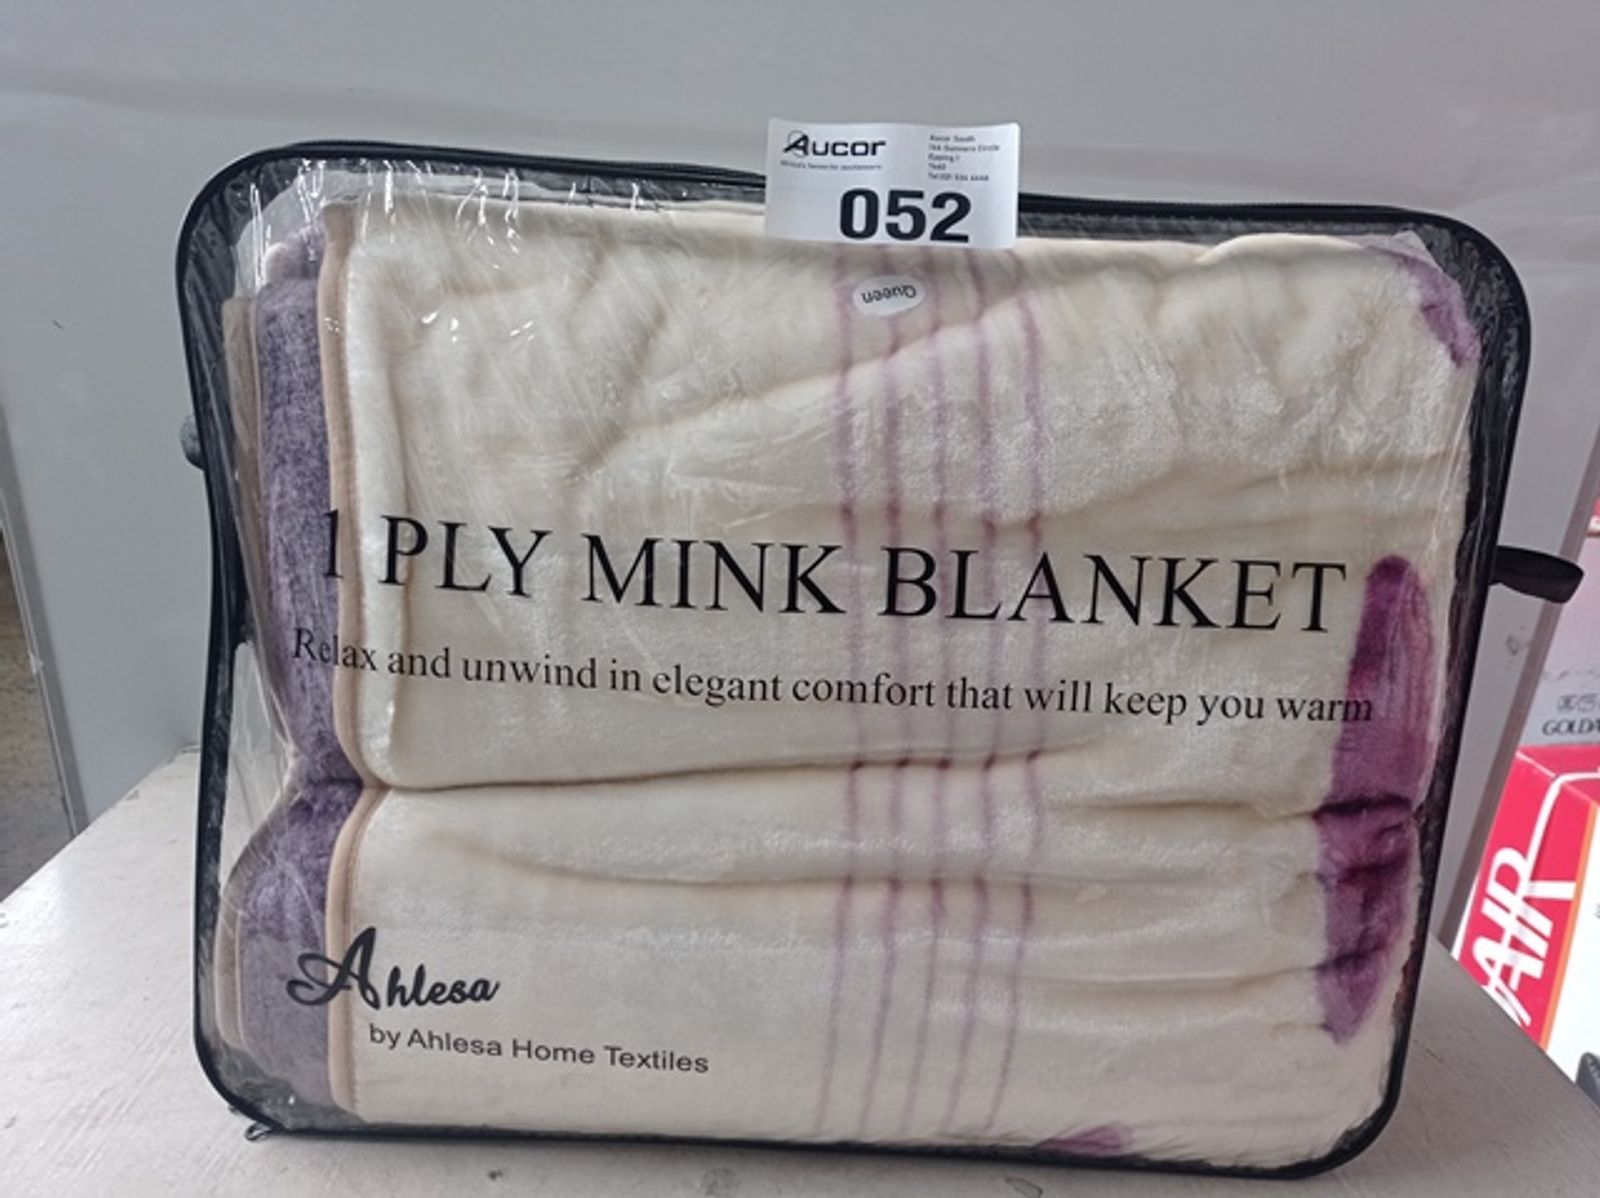 Aucor
052
Queen
1 PLY MINK BLANKET
Relax and unwind in elegant comfort that will keep you warm
Ahlesa
by Ahlesa Home Textiles
AIR